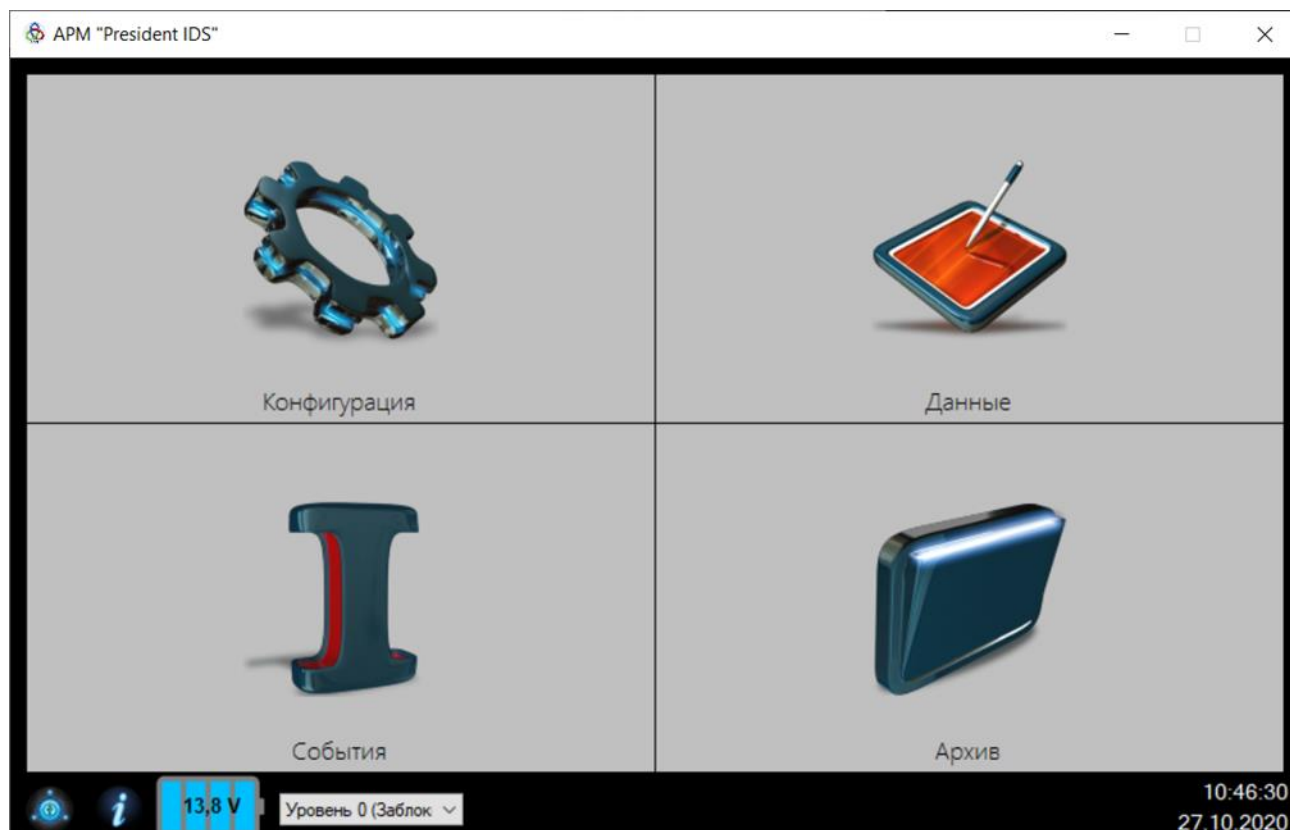 АРМ "President IDS"
Конфигурация
Данные
События
Архив
13,8 V
Уровень 0 (Заблок
10:46:30
27.10.2020